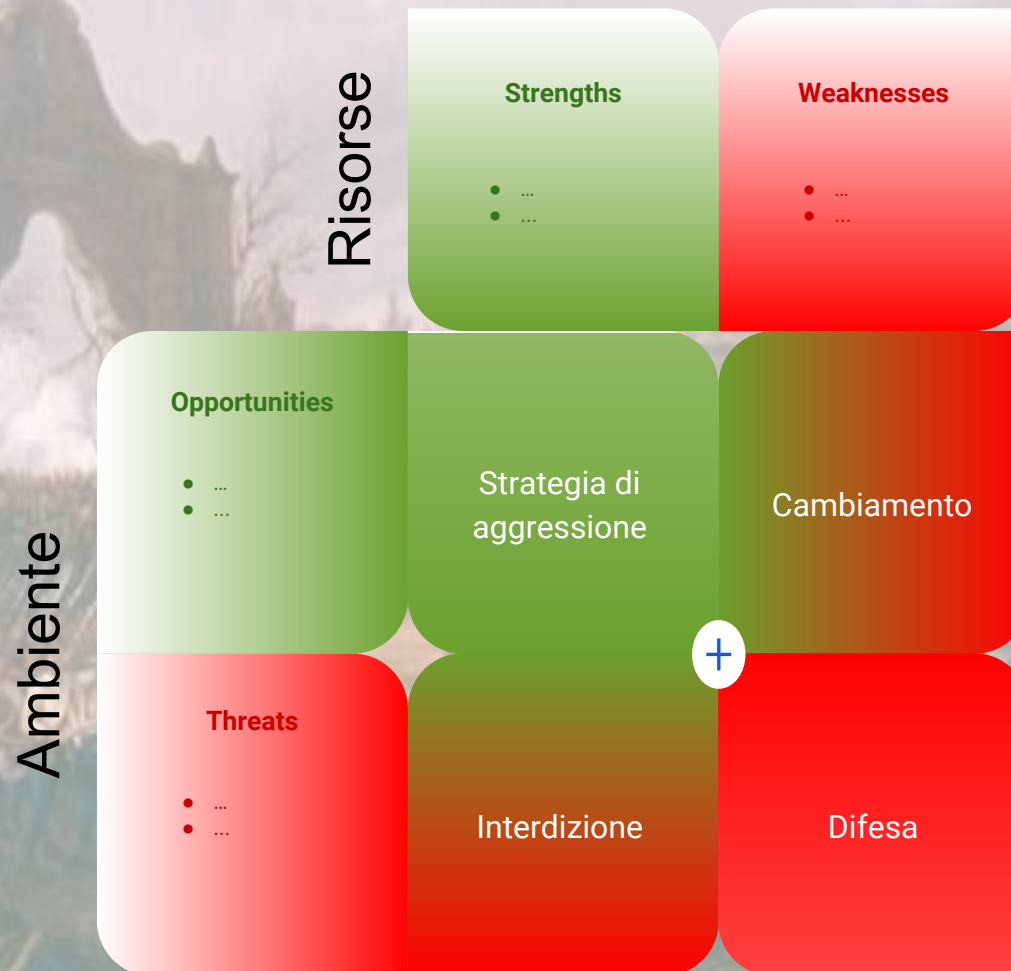 Risorse
Strengths
• ...
• ...
Weaknesses
• ...
• ...
Ambiente
Opportunities
• ...
• ...
Strategia di
aggressione
Cambiamento
Threats
• ...
• ...
Interdizione
Difesa
+